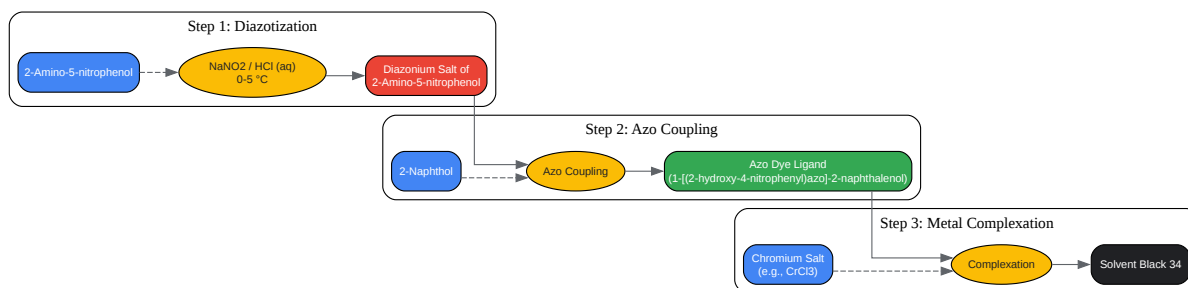 Step 1: Diazotization
2-Amino-5-nitrophenol
NaNO2 / HCl (aq)
0-5 °C
Diazonium Salt of
2-Amino-5-nitrophenol
Step 2: Azo Coupling
2-Naphthol
Azo Coupling
Azo Dye Ligand
(1-[(2-hydroxy-4-nitrophenyl)azo]-2-naphthalenol)
Step 3: Metal Complexation
Chromium Salt
(e.g., CrCl3)
Complexation
Solvent Black 34